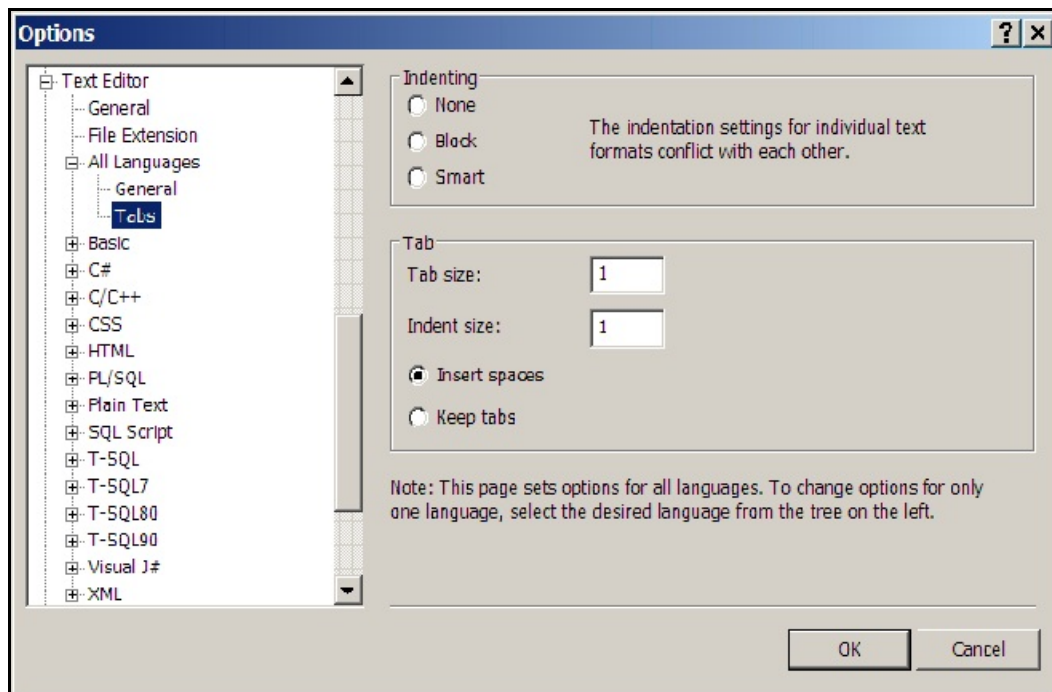 Options
Text Editor
General
File Extension
All Languages
General
Tabs
Basic
C#
C/C++
CSS
HTML
PL/SQL
Plain Text
SQL Script
T-SQL
T-SQL7
T-SQL80
T-SQL90
Visual J#
XML
Indenting
None
Block
Smart
The indentation settings for individual text
formats conflict with each other.
Tab
Tab size: 1
Indent size: 1
Insert spaces
Keep tabs
Note: This page sets options for all languages. To change options for only
one language, select the desired language from the tree on the left.
OK Cancel